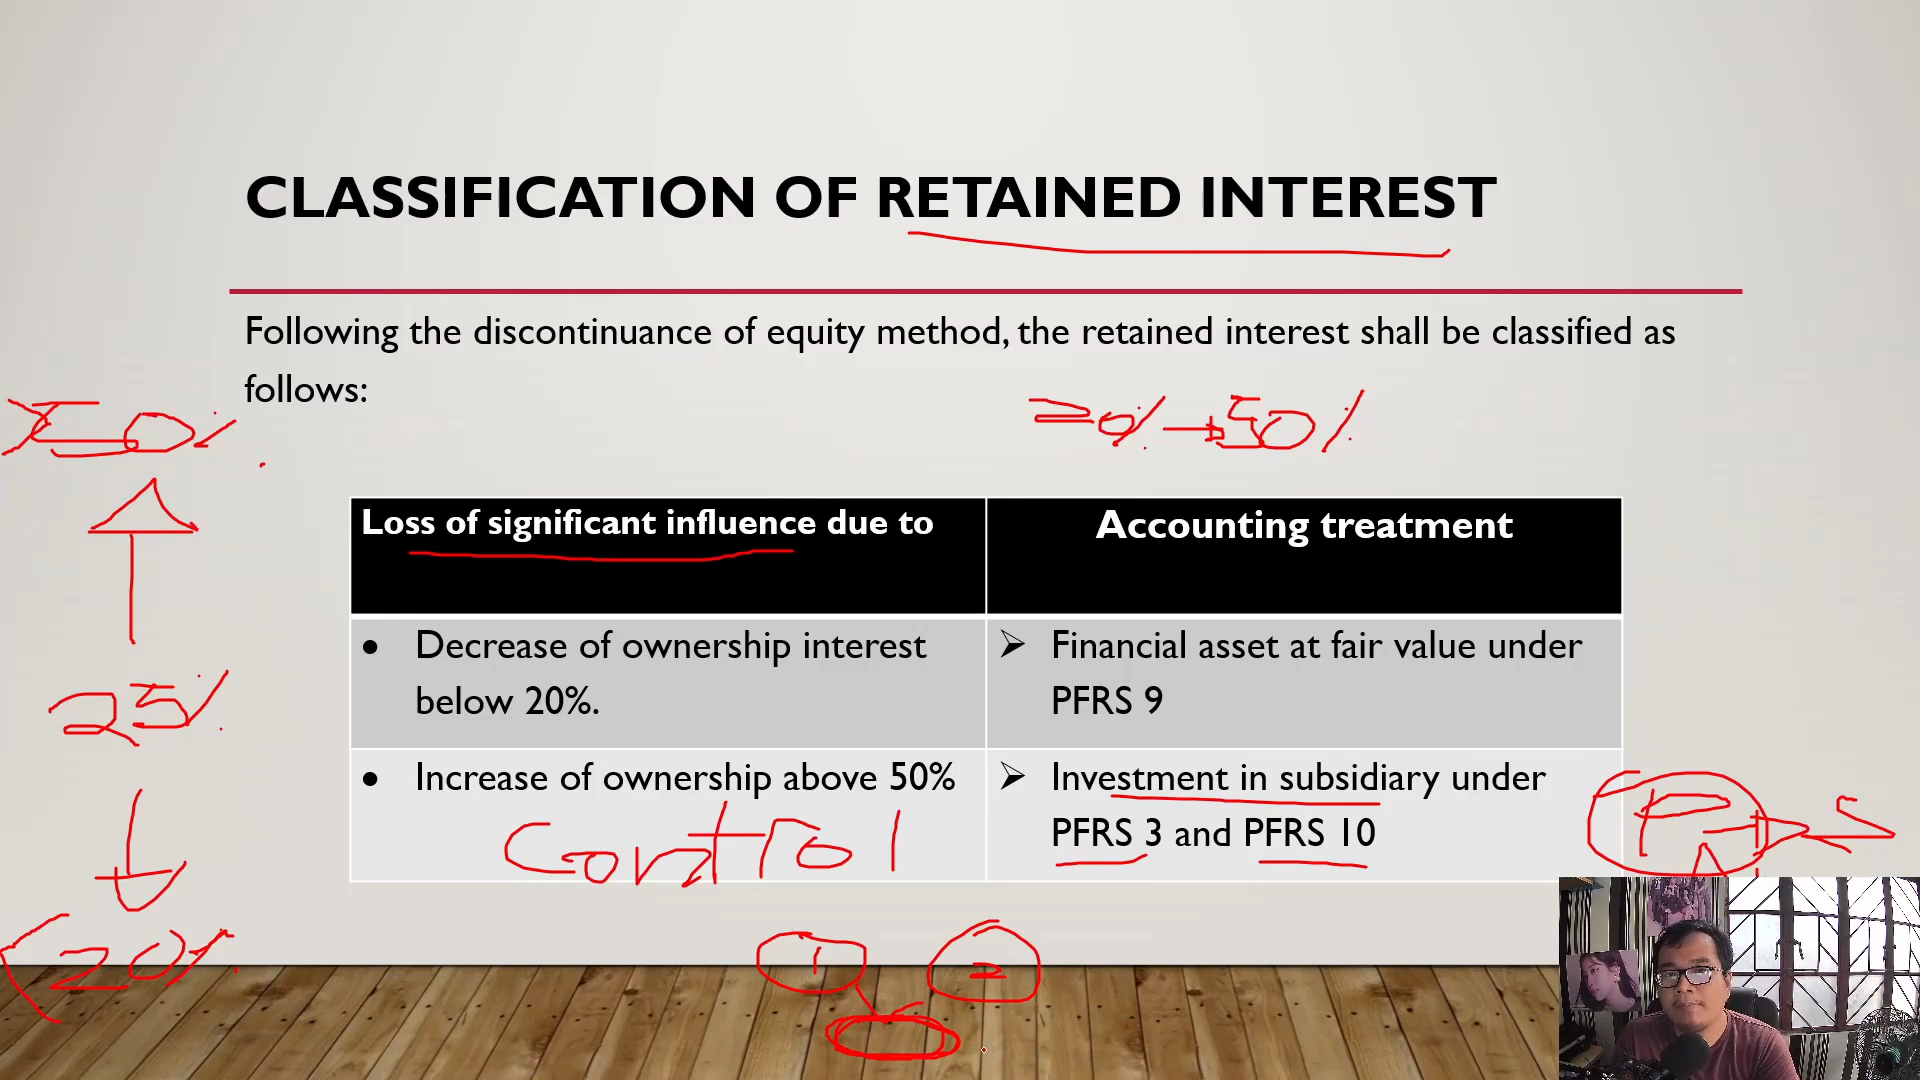 CLASSIFICATION OF RETAINED INTEREST
Following the discontinuance of equity method, the retained interest shall be classified as
follows:
20% → 50%
>50%
25%
<20%
Loss of significant influence due to
Accounting treatment
• Decrease of ownership interest
below 20%.
➢ Financial asset at fair value under
PFRS 9
• Increase of ownership above 50%
➢ Investment in subsidiary under
PFRS 3 and PFRS 10
Control
P → S
1
2